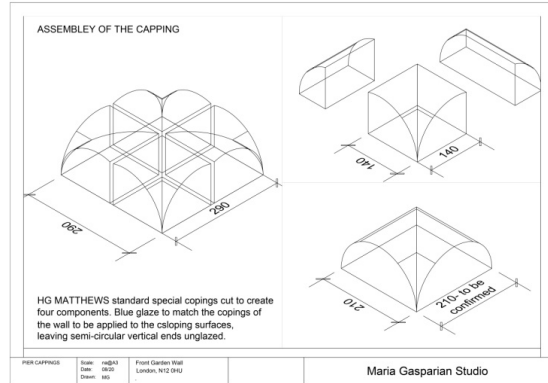 ASSEMBLEY OF THE CAPPING
290
290
140
140
210
210- to be
confirmed
HG MATTHEWS standard special copings cut to create
four components. Blue glaze to match the copings of
the wall to be applied to the csloping surfaces,
leaving semi-circular vertical ends unglazed.
PIER CAPPINGS
Scale: na@A3
Date: 08/20
Drawn: MG
Front Garden Wall
London, N12 0HU
Maria Gasparian Studio